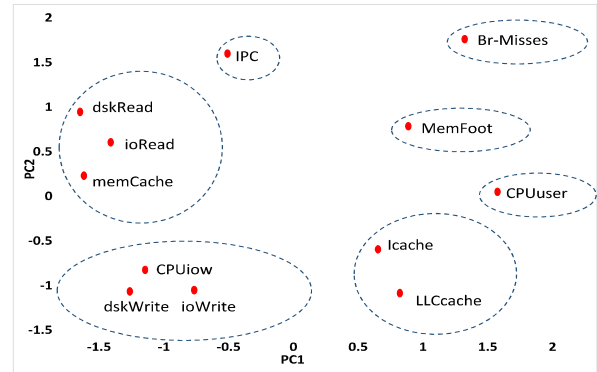 2
1.5
1
0.5
0
-0.5
-1
-1.5
PC2
IPC
Br-Misses
dskRead
ioRead
memCache
MemFoot
CPUuser
Icache
LLCcache
CPUiow
dskWrite ioWrite
-1.5 -1 -0.5 0 0.5 1 1.5 2
PC1